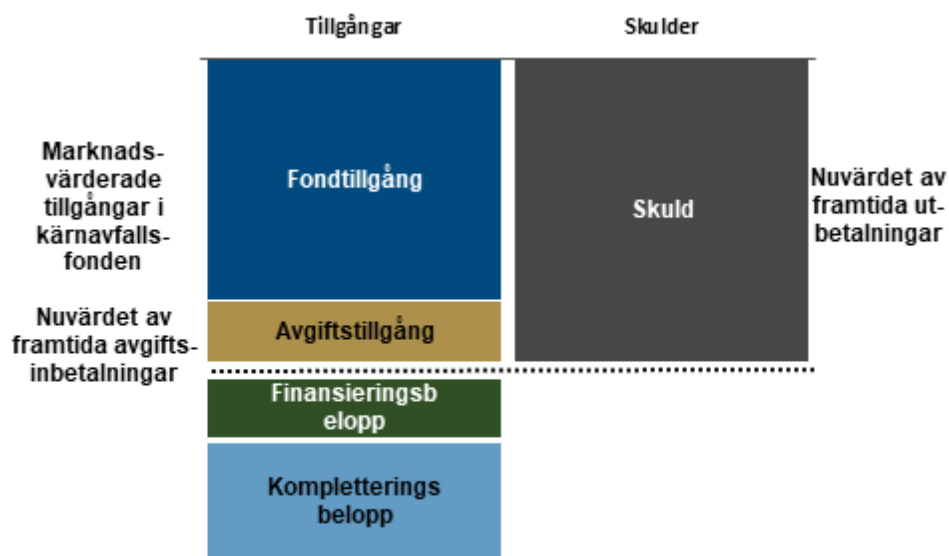 Tillgångar
Skulder
Marknads-
värderade
tillgångar i
kärnavfalls-
fonden
Fondtillgång
Skuld
Nuvärdet av
framtida ut-
betalningar
Nuvärdet av
framtida avgifts-
inbetalningar
Avgiftstillgång
Finansieringsb
elopp
Kompletterings
belopp